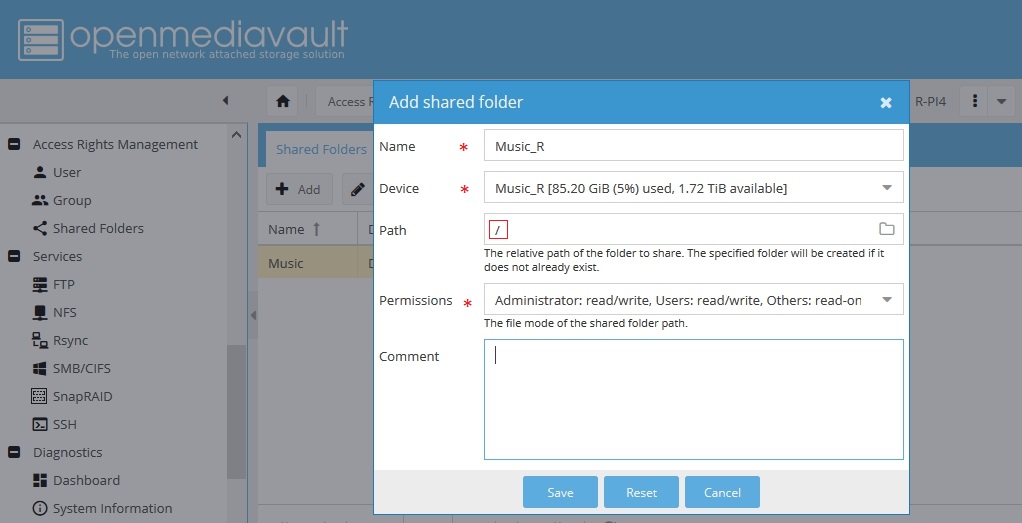 openmediavault
The open network attached storage solution
Add shared folder
Access R
R-PI4
Access Rights Management
User
Group
Shared Folders
Services
FTP
NFS
Rsync
SMB/CIFS
SnapRAID
SSH
Diagnostics
Dashboard
System Information
Shared Folders
Add
Name
D
Music
D
Name *
Music_R
Device *
Music_R [85.20 GiB (5%) used, 1.72 TiB available]
Path
/
The relative path of the folder to share. The specified folder will be created if it
does not already exist.
Permissions *
Administrator: read/write, Users: read/write, Others: read-on
The file mode of the shared folder path.
Comment
Save
Reset
Cancel